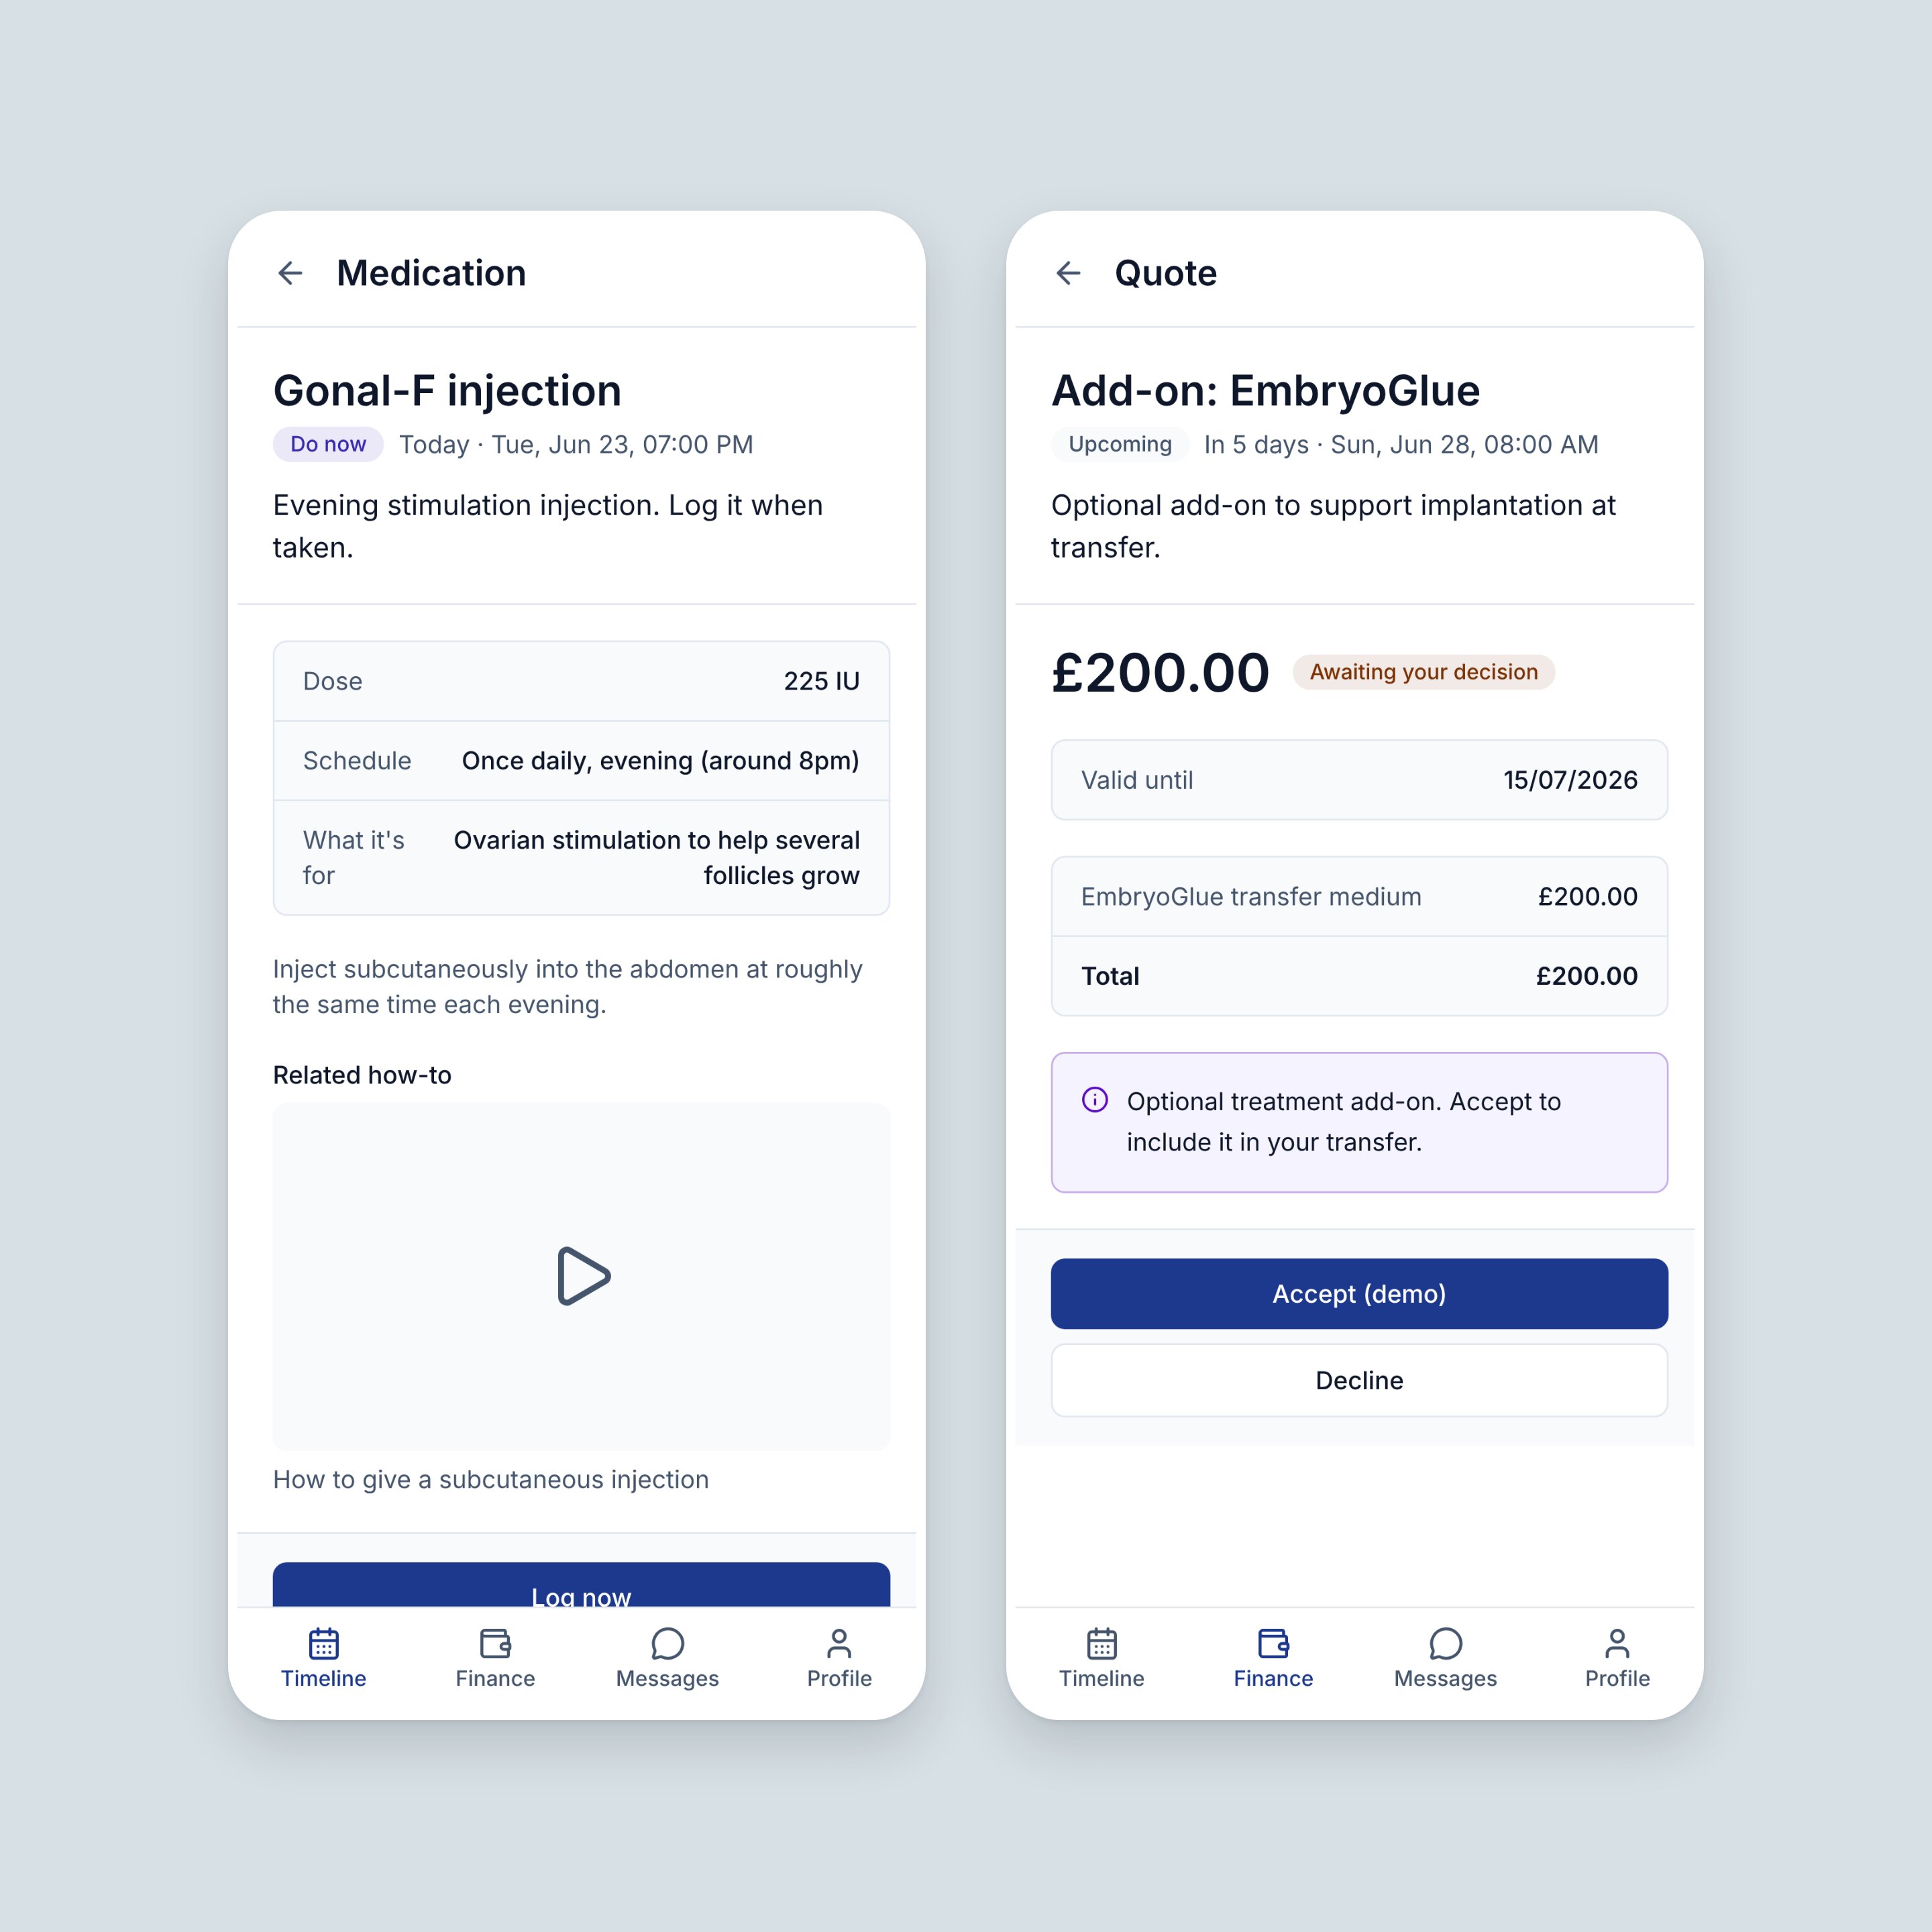 Medication
Gonal-F injection
Do now Today · Tue, Jun 23, 07:00 PM
Evening stimulation injection. Log it when
taken.
Dose 225 IU
Schedule Once daily, evening (around 8pm)
What it's Ovarian stimulation to help several
for follicles grow
Inject subcutaneously into the abdomen at roughly
the same time each evening.
Related how-to
How to give a subcutaneous injection
Log now
Timeline Finance Messages Profile
Quote
Add-on: EmbryoGlue
Upcoming In 5 days · Sun, Jun 28, 08:00 AM
Optional add-on to support implantation at
transfer.
£200.00 Awaiting your decision
Valid until 15/07/2026
EmbryoGlue transfer medium £200.00
Total £200.00
Optional treatment add-on. Accept to
include it in your transfer.
Accept (demo)
Decline
Timeline Finance Messages Profile